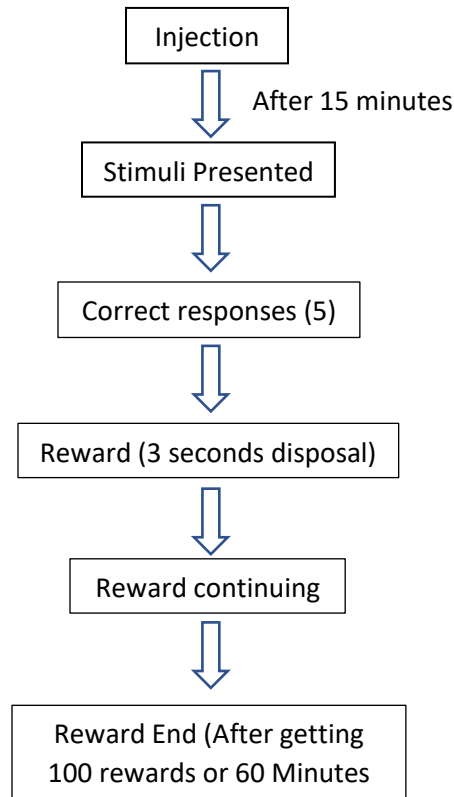 Injection
After 15 minutes
Stimuli Presented
Correct responses (5)
Reward (3 seconds disposal)
Reward continuing
Reward End (After getting
100 rewards or 60 Minutes